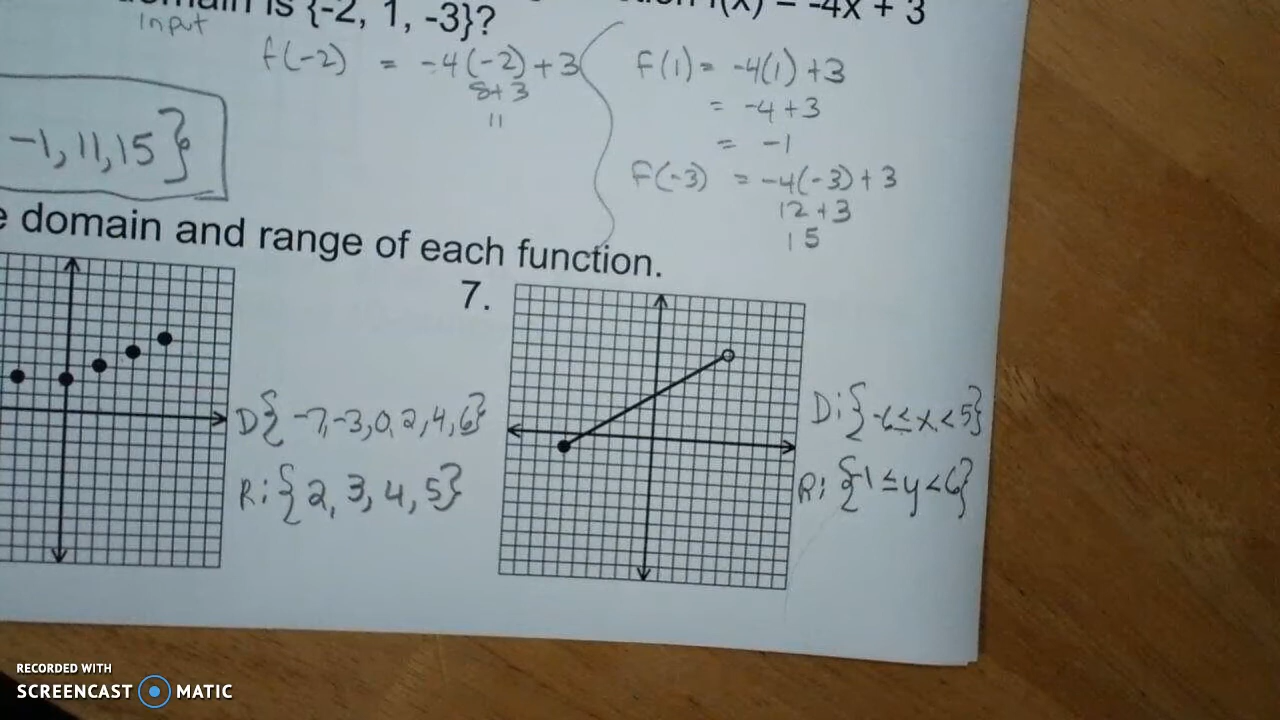 domain is {-2, 1, -3}?
f(x) = -4x + 3
input
f(-2) = -4(-2)+3
8+3
11
f(1) = -4(1)+3
= -4+3
= -1
f(-3) = -4(-3)+3
12+3
15
-1, 11, 15}
domain and range of each function.
7.
D{-7,-3,0,2,4,6}
R:{2,3,4,5}
D:{-6≤x<5}
R:{-1≤y<6}
RECORDED WITH
SCREENCAST MATIC